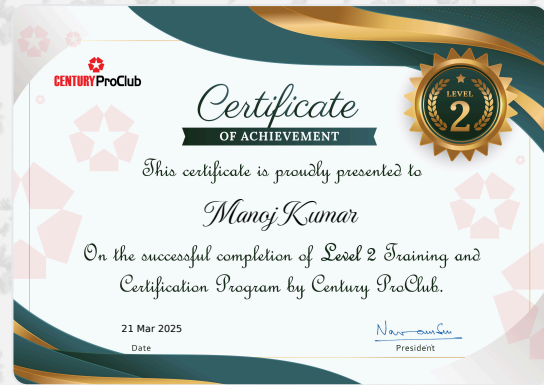 CENTURY ProClub
LEVEL
2
Certificate
OF ACHIEVEMENT
This certificate is proudly presented to
Manoj Kumar
On the successful completion of Level 2 Training and
Certification Program by Century ProClub.
21 Mar 2025
Date
President